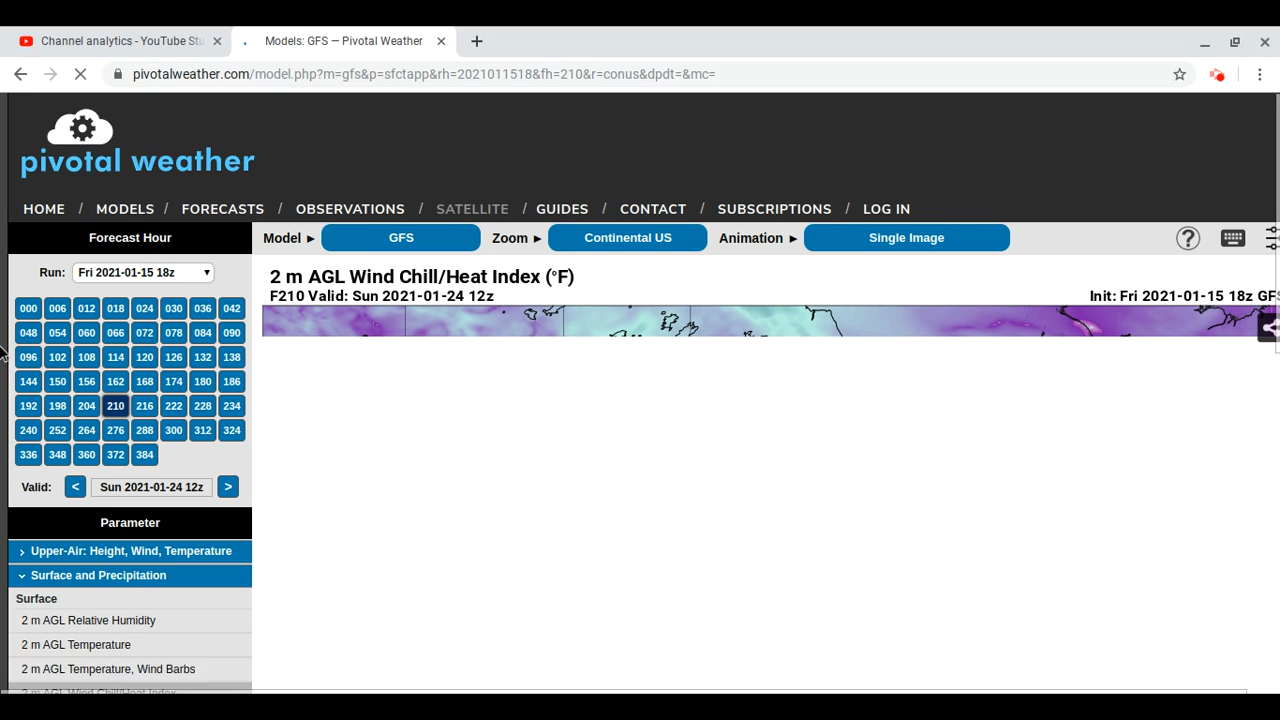 Channel analytics - YouTube Stu
Models: GFS — Pivotal Weather
pivotalweather.com/model.php?m=gfs&p=sfctapp&rh=2021011518&fh=210&r=conus&dpdt=&mc=
pivotal weather
HOME / MODELS / FORECASTS / OBSERVATIONS / SATELLITE / GUIDES / CONTACT / SUBSCRIPTIONS / LOG IN
Forecast Hour
Model ► GFS Zoom ► Continental US Animation ► Single Image
Run: Fri 2021-01-15 18z
2 m AGL Wind Chill/Heat Index (°F)
F210 Valid: Sun 2021-01-24 12z
Init: Fri 2021-01-15 18z GFS
000 006 012 018 024 030 036 042
048 054 060 066 072 078 084 090
096 102 108 114 120 126 132 138
144 150 156 162 168 174 180 186
192 198 204 210 216 222 228 234
240 252 264 276 288 300 312 324
336 348 360 372 384
Valid: < Sun 2021-01-24 12z >
Parameter
Upper-Air: Height, Wind, Temperature
Surface and Precipitation
Surface
2 m AGL Relative Humidity
2 m AGL Temperature
2 m AGL Temperature, Wind Barbs
2 m AGL Wind Chill/Heat Index